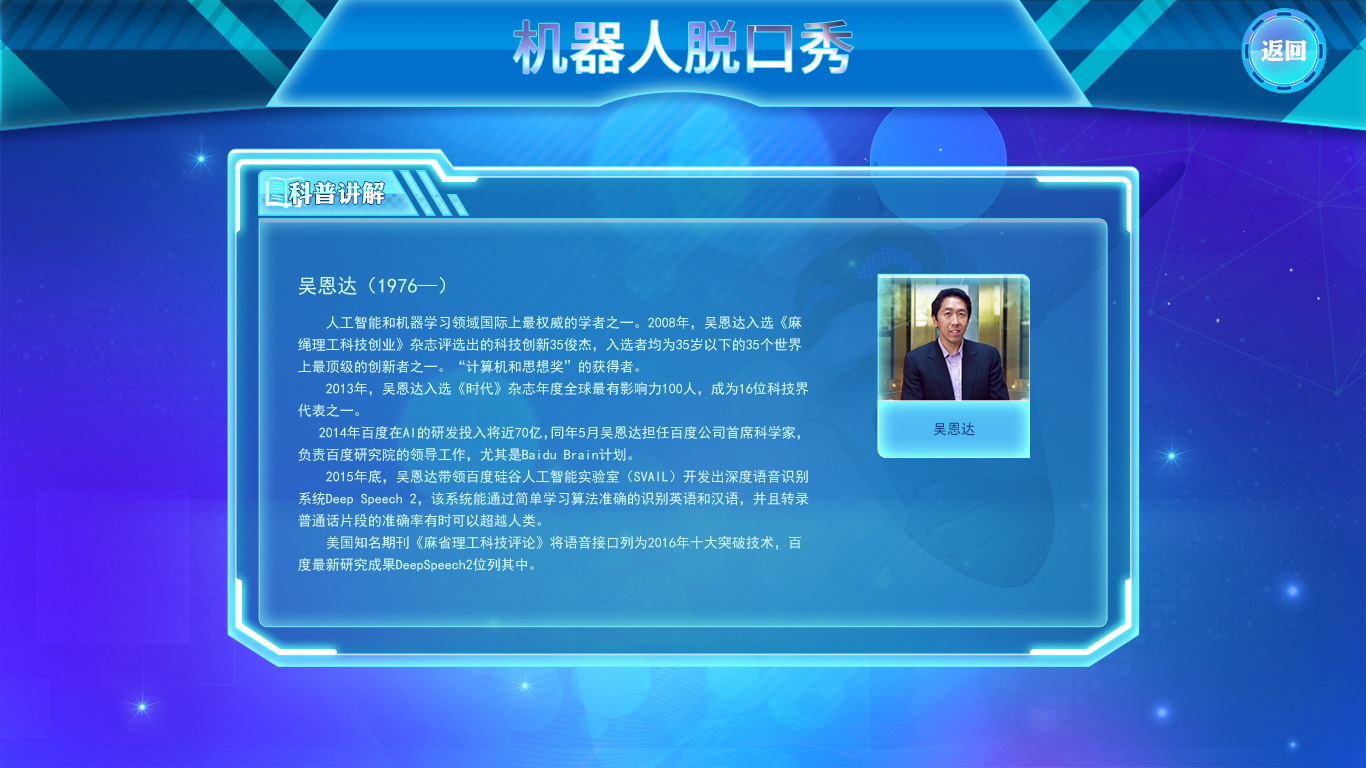 机器人脱口秀
返回
科普讲解
吴恩达（1976—）
人工智能和机器学习领域国际上最权威的学者之一。2008年，吴恩达入选《麻
绳理工科技创业》杂志评选出的科技创新35俊杰，入选者均为35岁以下的35个世界
上最顶级的创新者之一。“计算机和思想奖”的获得者。
2013年，吴恩达入选《时代》杂志年度全球最有影响力100人，成为16位科技界
代表之一。
2014年百度在AI的研发投入将近70亿,同年5月吴恩达担任百度公司首席科学家，
负责百度研究院的领导工作，尤其是Baidu Brain计划。
2015年底，吴恩达带领百度硅谷人工智能实验室（SVAIL）开发出深度语音识别
系统Deep Speech 2，该系统能通过简单学习算法准确的识别英语和汉语，并且转录
普通话片段的准确率有时可以超越人类。
美国知名期刊《麻省理工科技评论》将语音接口列为2016年十大突破技术，百
度最新研究成果DeepSpeech2位列其中。
吴恩达